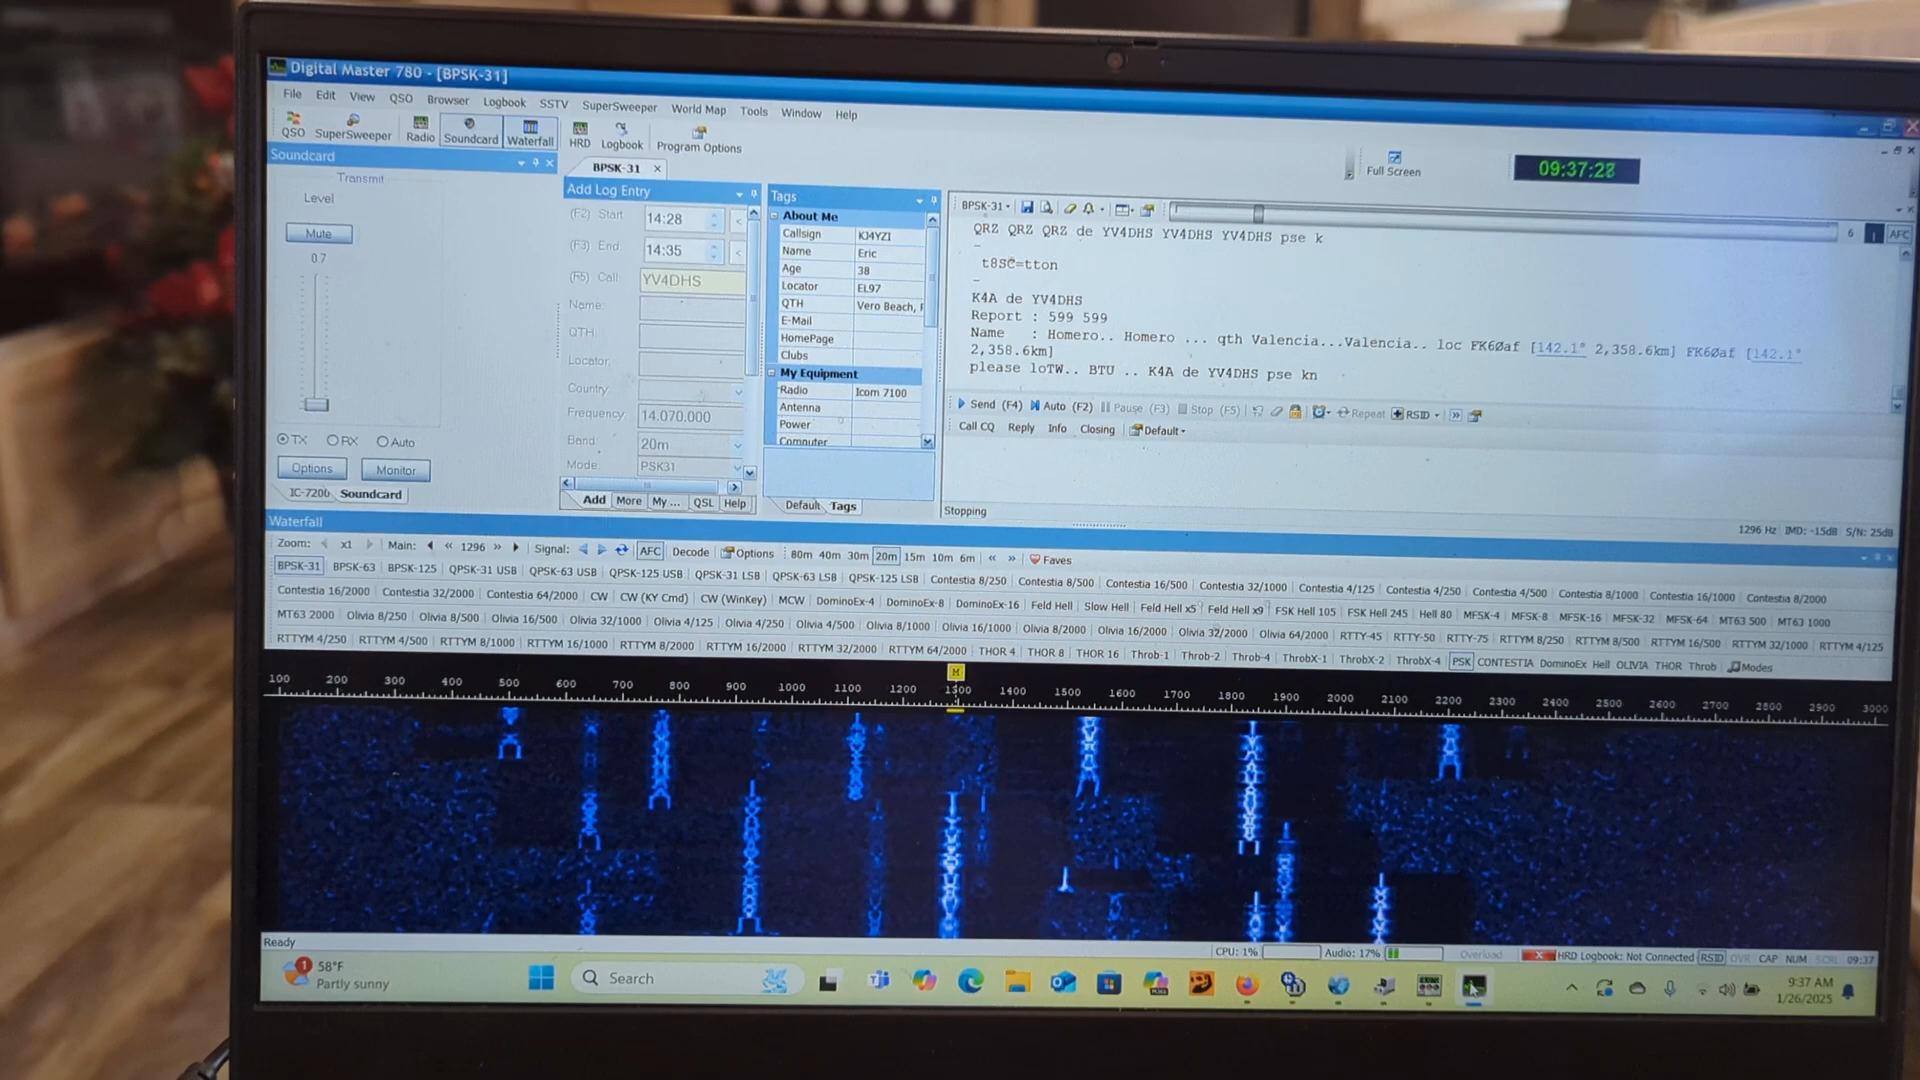 Digital Master 780 - [BPSK-31]
File Edit View QSO Browser Logbook SSTV SuperSweeper World Map Tools Window Help
QSO SuperSweeper Radio Soundcard Waterfall HRD Logbook Program Options
Full Screen
09:37:28
Soundcard
Transmit
Level
Mute
0.7
TX RX Auto
Options Monitor
IC-7200 Soundcard
BPSK-31
Add Log Entry
(F2) Start 14:28
(F3) End: 14:35
(F5) Call: YV4DHS
Name:
QTH:
Locator:
Country:
Frequency: 14.070.000
Band: 20m
Mode: PSK31
Add More My ... QSL Help
Tags
About Me
Callsign KJ4YZI
Name Eric
Age 38
Locator EL97
QTH Vero Beach, F
E-Mail
HomePage
Clubs
My Equipment
Radio Icom 7100
Antenna
Power
Computer
Default Tags
BPSK-31
6 AFC
QRZ QRZ QRZ de YV4DHS YV4DHS YV4DHS pse k
_
t8SC=tton
_
K4A de YV4DHS
Report : 599 599
Name : Homero.. Homero ... qth Valencia...Valencia.. loc FK6Øaf [142.1° 2,358.6km] FK6Øaf [142.1°
2,358.6km]
please loTW.. BTU .. K4A de YV4DHS pse kn
Send (F4) Auto (F2) Pause (F3) Stop (F5) Repeat RSID
Call CQ Reply Info Closing Default
Stopping
1296 Hz IMD: -15dB S/N: 25dB
Waterfall
Zoom: x1 Main: 1296 Signal: AFC Decode Options 80m 40m 30m 20m 15m 10m 6m Faves
BPSK-31 BPSK-63 BPSK-125 QPSK-31 USB QPSK-63 USB QPSK-125 USB QPSK-31 LSB QPSK-63 LSB QPSK-125 LSB Contestia 8/250 Contestia 8/500 Contestia 16/500 Contestia 32/1000 Contestia 4/125 Contestia 4/250 Contestia 4/500 Contestia 8/1000 Contestia 16/1000 Contestia 8/2000
Contestia 16/2000 Contestia 32/2000 Contestia 64/2000 CW CW (KY Cmd) CW (WinKey) MCW DominoEx-4 DominoEx-8 DominoEx-16 Feld Hell Slow Hell Feld Hell x5 Feld Hell x9 FSK Hell 105 FSK Hell 245 Hell 80 MFSK-4 MFSK-8 MFSK-16 MFSK-32 MFSK-64 MT63 500 MT63 1000
MT63 2000 Olivia 8/250 Olivia 8/500 Olivia 16/500 Olivia 32/1000 Olivia 4/125 Olivia 4/250 Olivia 4/500 Olivia 8/1000 Olivia 16/1000 Olivia 8/2000 Olivia 16/2000 Olivia 32/2000 Olivia 64/2000 RTTY-45 RTTY-50 RTTY-75 RTTYM 8/250 RTTYM 8/500 RTTYM 16/500 RTTYM 32/1000 RTTYM 4/125
RTTYM 4/250 RTTYM 4/500 RTTYM 8/1000 RTTYM 16/1000 RTTYM 8/2000 RTTYM 16/2000 RTTYM 32/2000 RTTYM 64/2000 THOR 4 THOR 8 THOR 16 Throb-1 Throb-2 Throb-4 ThrobX-1 ThrobX-2 ThrobX-4 PSK CONTESTIA DominoEx Hell OLIVIA THOR Throb Modes
M
100 200 300 400 500 600 700 800 900 1000 1100 1200 1300 1400 1500 1600 1700 1800 1900 2000 2100 2200 2300 2400 2500 2600 2700 2800 2900 3000
Ready
CPU: 1% Audio: 17% Overload HRD Logbook: Not Connected RSID OVR CAP NUM SCRL 09:37
1
58°F
Partly sunny
Search
9:37 AM
1/26/2025